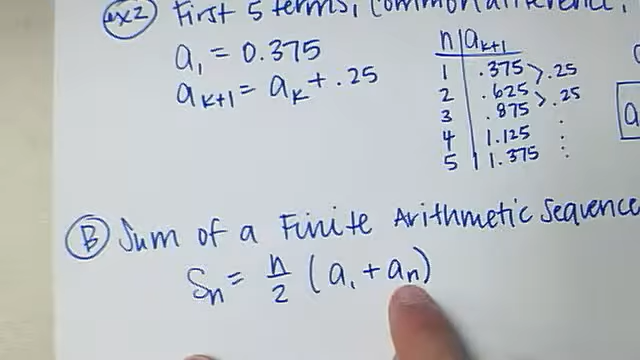 ex2 First 5 terms, common difference,
a₁ = 0.375
aₖ₊₁ = aₖ + .25
n | aₖ₊₁
1 | .375 > .25
2 | .625 > .25
3 | .875
4 | 1.125 :
5 | 1.375 :
a
B Sum of a Finite Arithmetic Sequence
Sₙ = n/2 (a₁ + aₙ)